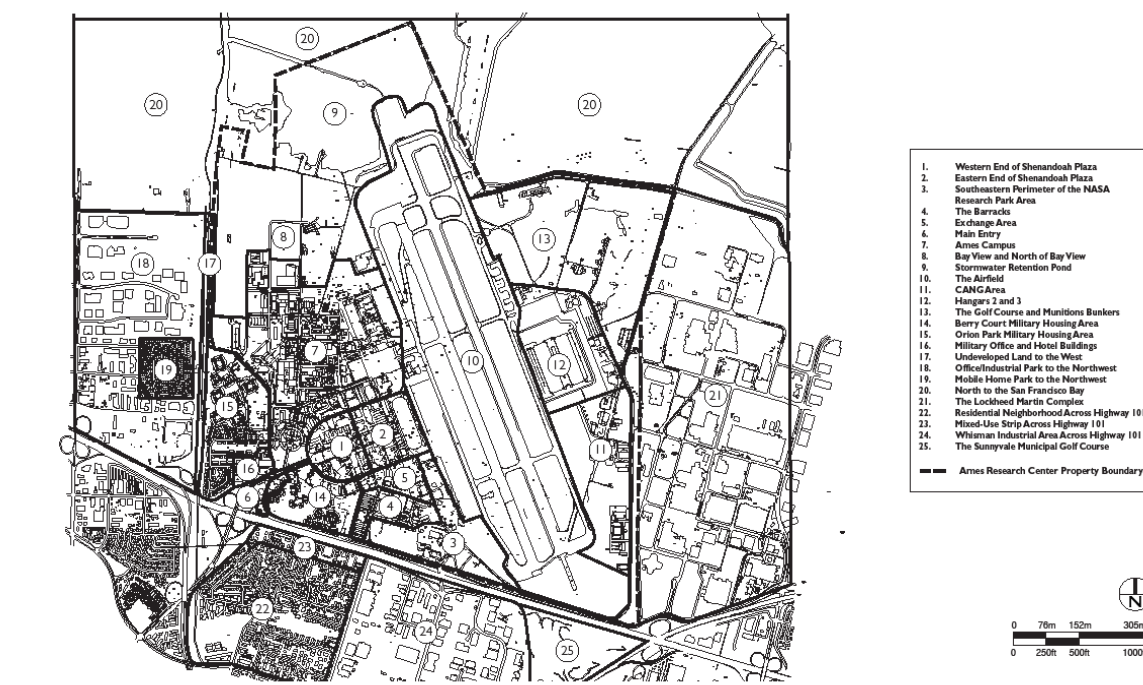 20
20
20
9
13
8
18
17
7
10
12
19
21
15
2
1
11
16
5
6
14
4
3
23
22
24
25
1. Western End of Shenandoah Plaza
2. Eastern End of Shenandoah Plaza
3. Southeastern Perimeter of the NASA
Research Park Area
4. The Barracks
5. Exchange Area
6. Main Entry
7. Ames Campus
8. Bay View and North of Bay View
9. Stormwater Retention Pond
10. The Airfield
11. CANG Area
12. Hangars 2 and 3
13. The Golf Course and Munitions Bunkers
14. Berry Court Military Housing Area
15. Orion Park Military Housing Area
16. Military Office and Hotel Buildings
17. Undeveloped Land to the West
18. Office/Industrial Park to the Northwest
19. Mobile Home Park to the Northwest
20. North to the San Francisco Bay
21. The Lockheed Martin Complex
22. Residential Neighborhood Across Highway 101
23. Mixed-Use Strip Across Highway 101
24. Whisman Industrial Area Across Highway 101
25. The Sunnyvale Municipal Golf Course
Ames Research Center Property Boundary
N
0 76m 152m 305m
0 250ft 500ft 1000